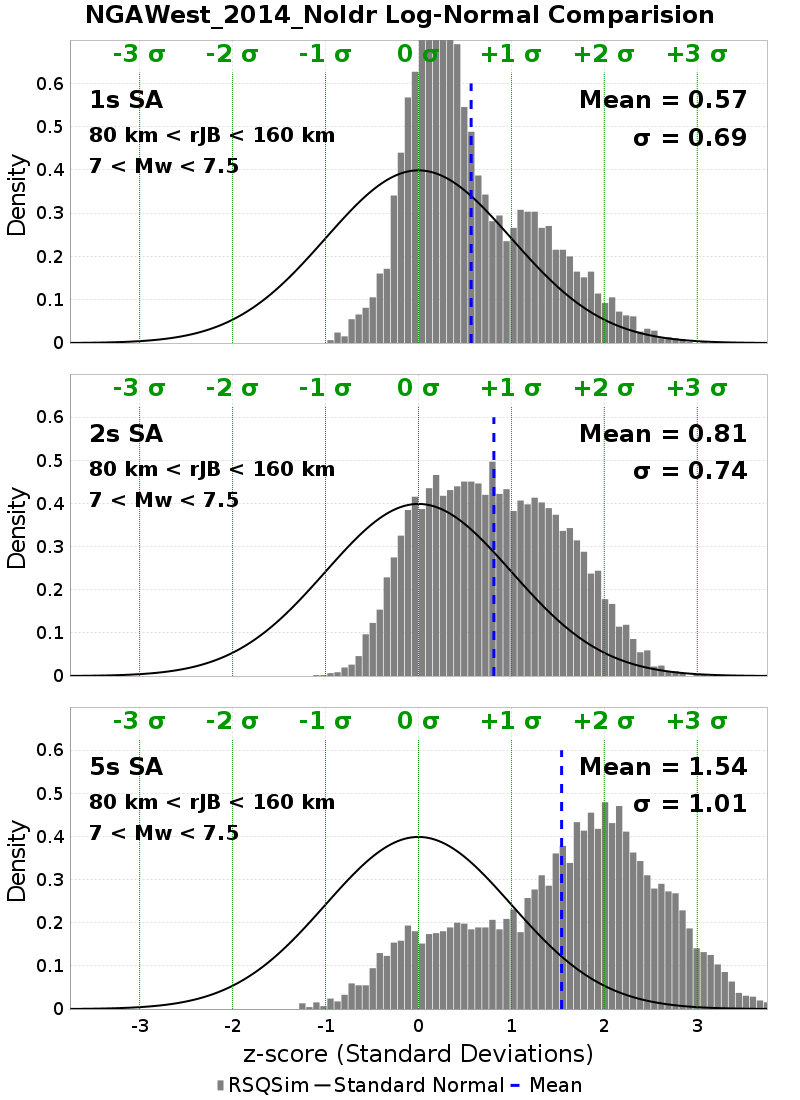 NGAWest_2014_NoIdr Log-Normal Comparision
-3 σ -2 σ -1 σ 0 σ +1 σ +2 σ +3 σ
1s SA
80 km < rJB < 160 km
7 < Mw < 7.5
Mean = 0.57
σ = 0.69
Density
0.6
0.5
0.4
0.3
0.2
0.1
0
-3 σ -2 σ -1 σ 0 σ +1 σ +2 σ +3 σ
2s SA
80 km < rJB < 160 km
7 < Mw < 7.5
Mean = 0.81
σ = 0.74
Density
0.6
0.5
0.4
0.3
0.2
0.1
0
-3 σ -2 σ -1 σ 0 σ +1 σ +2 σ +3 σ
5s SA
80 km < rJB < 160 km
7 < Mw < 7.5
Mean = 1.54
σ = 1.01
Density
0.6
0.5
0.4
0.3
0.2
0.1
0
-3 -2 -1 0 1 2 3
z-score (Standard Deviations)
RSQSim Standard Normal Mean